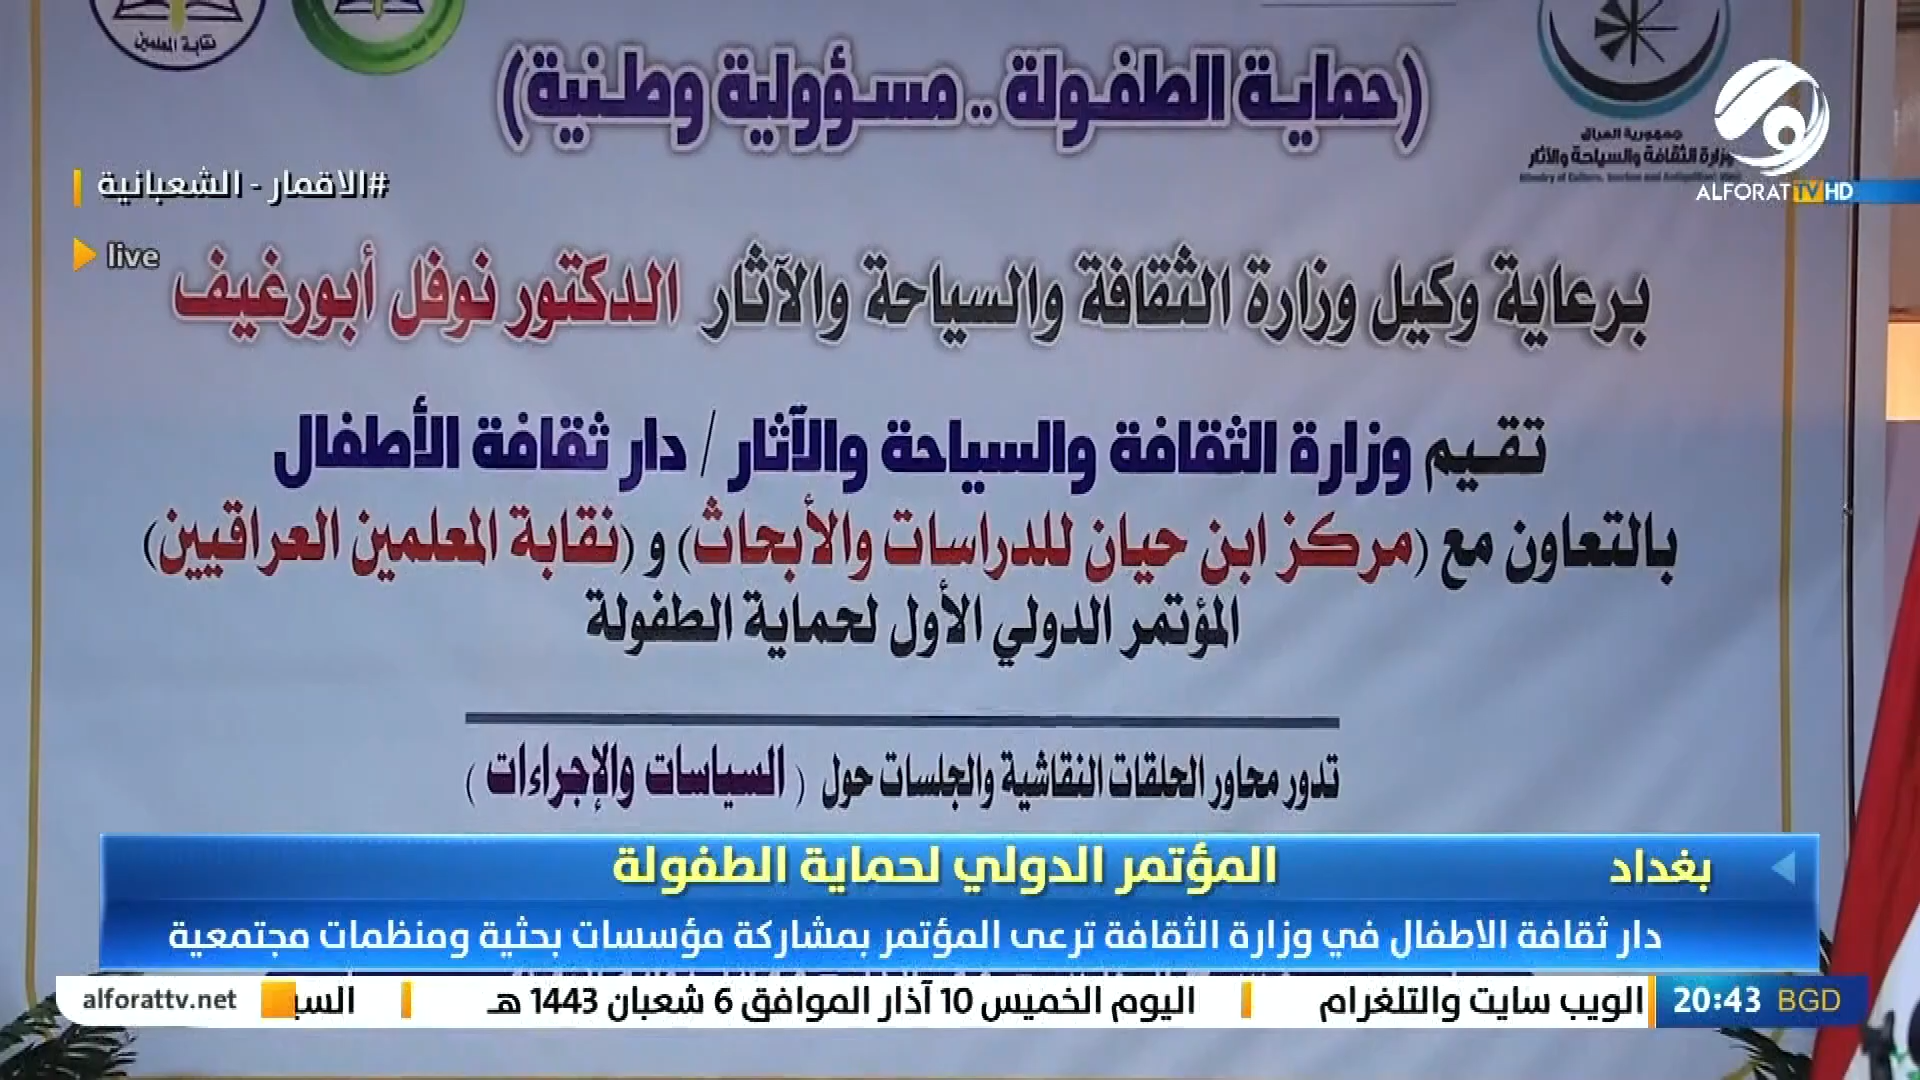 نقابة المعلمين
(حماية الطفولة .. مسؤولية وطنية)
جمهورية العراق
وزارة الثقافة والسياحة والآثار
ALFORAT TV HD
#الاقمار - الشعبانية
live
برعاية وكيل وزارة الثقافة والسياحة والآثار الدكتور نوفل أبورغيف
تقيم وزارة الثقافة والسياحة والآثار / دار ثقافة الأطفال
بالتعاون مع (مركز ابن حيان للدراسات والأبحاث) و (نقابة المعلمين العراقيين)
المؤتمر الدولي الأول لحماية الطفولة
تدور محاور الحلقات النقاشية والجلسات حول ( السياسات والإجراءات )
بغداد
المؤتمر الدولي لحماية الطفولة
دار ثقافة الاطفال في وزارة الثقافة ترعى المؤتمر بمشاركة مؤسسات بحثية ومنظمات مجتمعية
20:43 BGD
الويب سايت والتلغرام
اليوم الخميس 10 آذار الموافق 6 شعبان 1443 هـ
alforattv.net